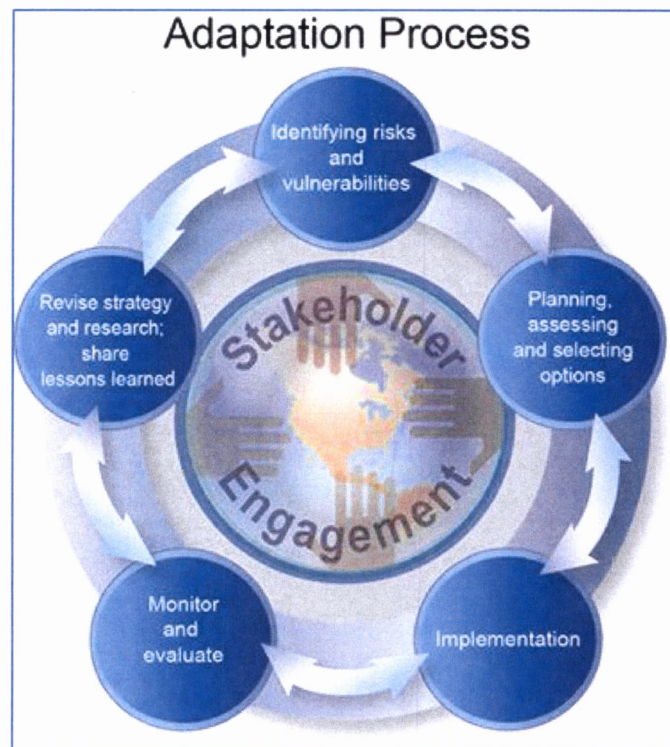 Adaptation Process
Identifying risks
and
vulnerabilities
Planning,
assessing
and selecting
options
Implementation
Monitor
and
evaluate
Revise strategy
and research;
share
lessons learned
Stakeholder
Engagement